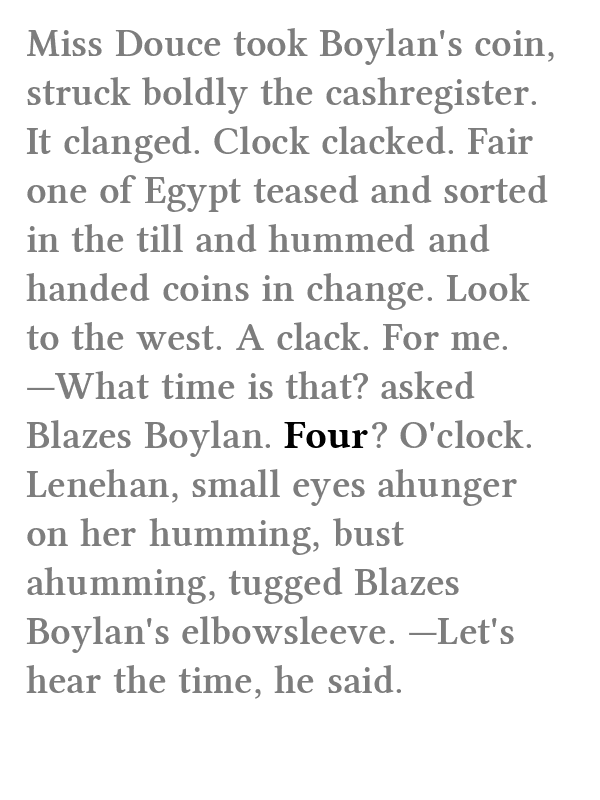 Miss Douce took Boylan's coin,
struck boldly the cashregister.
It clanged. Clock clacked. Fair
one of Egypt teased and sorted
in the till and hummed and
handed coins in change. Look
to the west. A clack. For me.
—What time is that? asked
Blazes Boylan. Four? O'clock.
Lenehan, small eyes ahunger
on her humming, bust
ahumming, tugged Blazes
Boylan's elbowsleeve. —Let's
hear the time, he said.